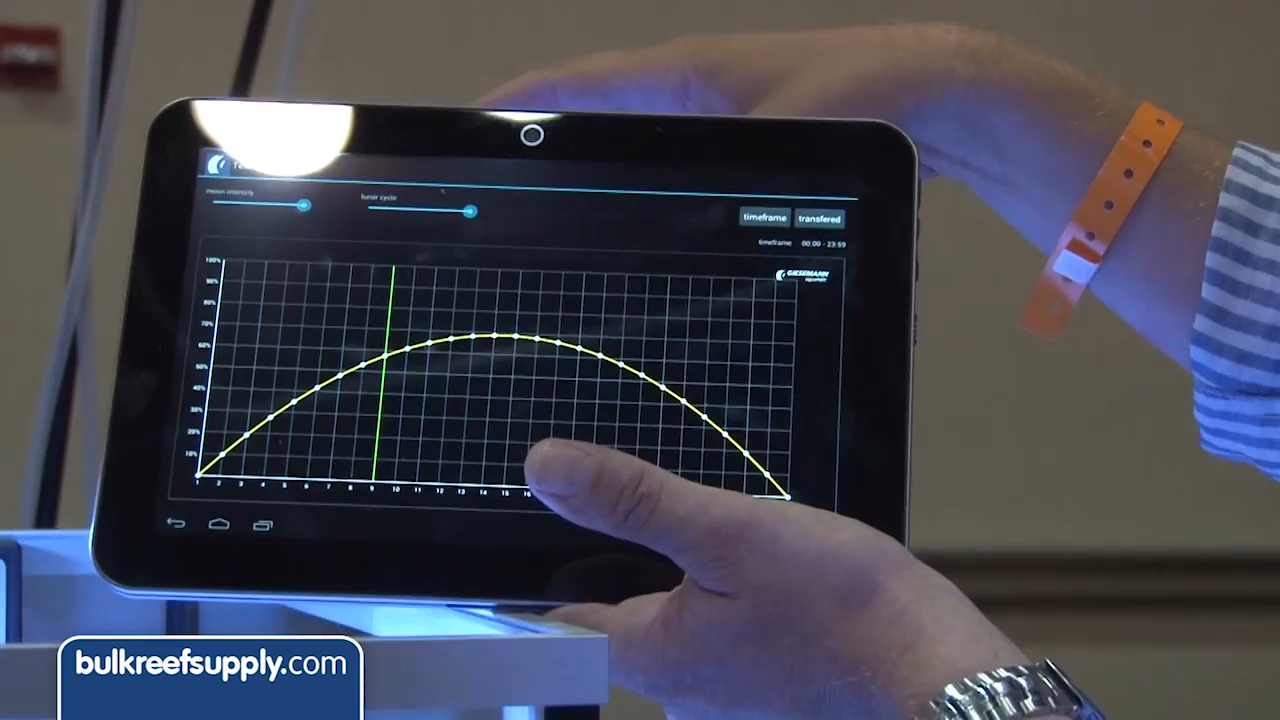 moon intensity
lunar cycle
timeframe
transfered
timeframe 00:00 - 23:59
GIESEMANN
100%
90%
80%
70%
60%
50%
40%
30%
20%
10%
1 2 3 4 5 6 7 8 9 10 11 12 13 14 15
bulkreefsupply.com